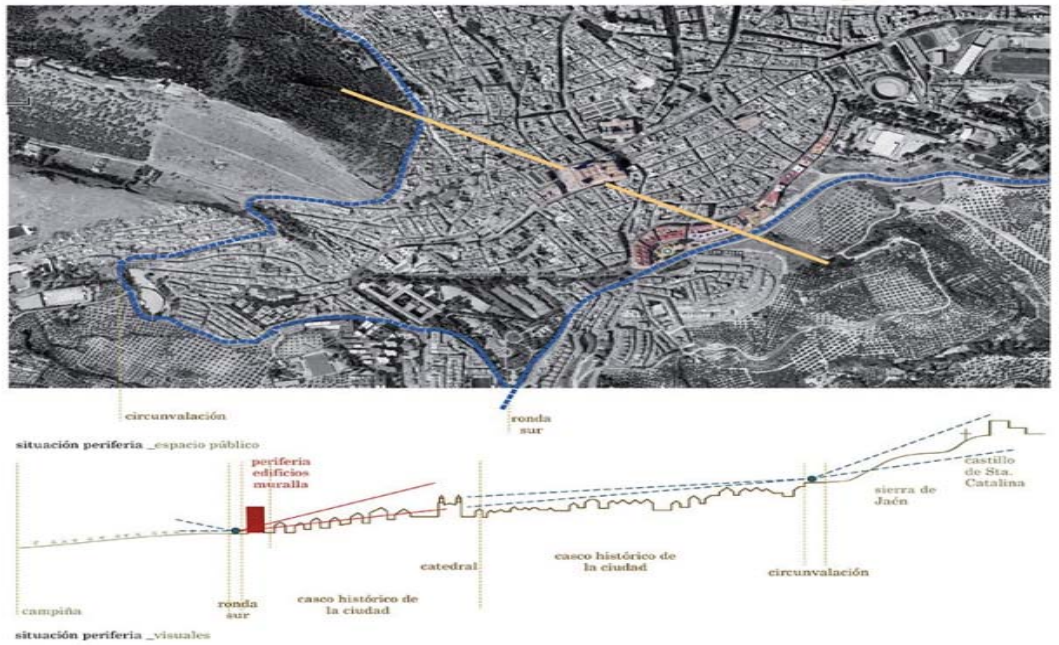 circunvalación
ronda
sur
situación periferia _espacio público
periferia
edificios
muralla
castillo
de Sta.
Catalina
sierra de
Jaén
catedral
casco histórico de
la ciudad
circunvalación
campiña
ronda
sur
casco histórico de
la ciudad
situación periferia _visuales